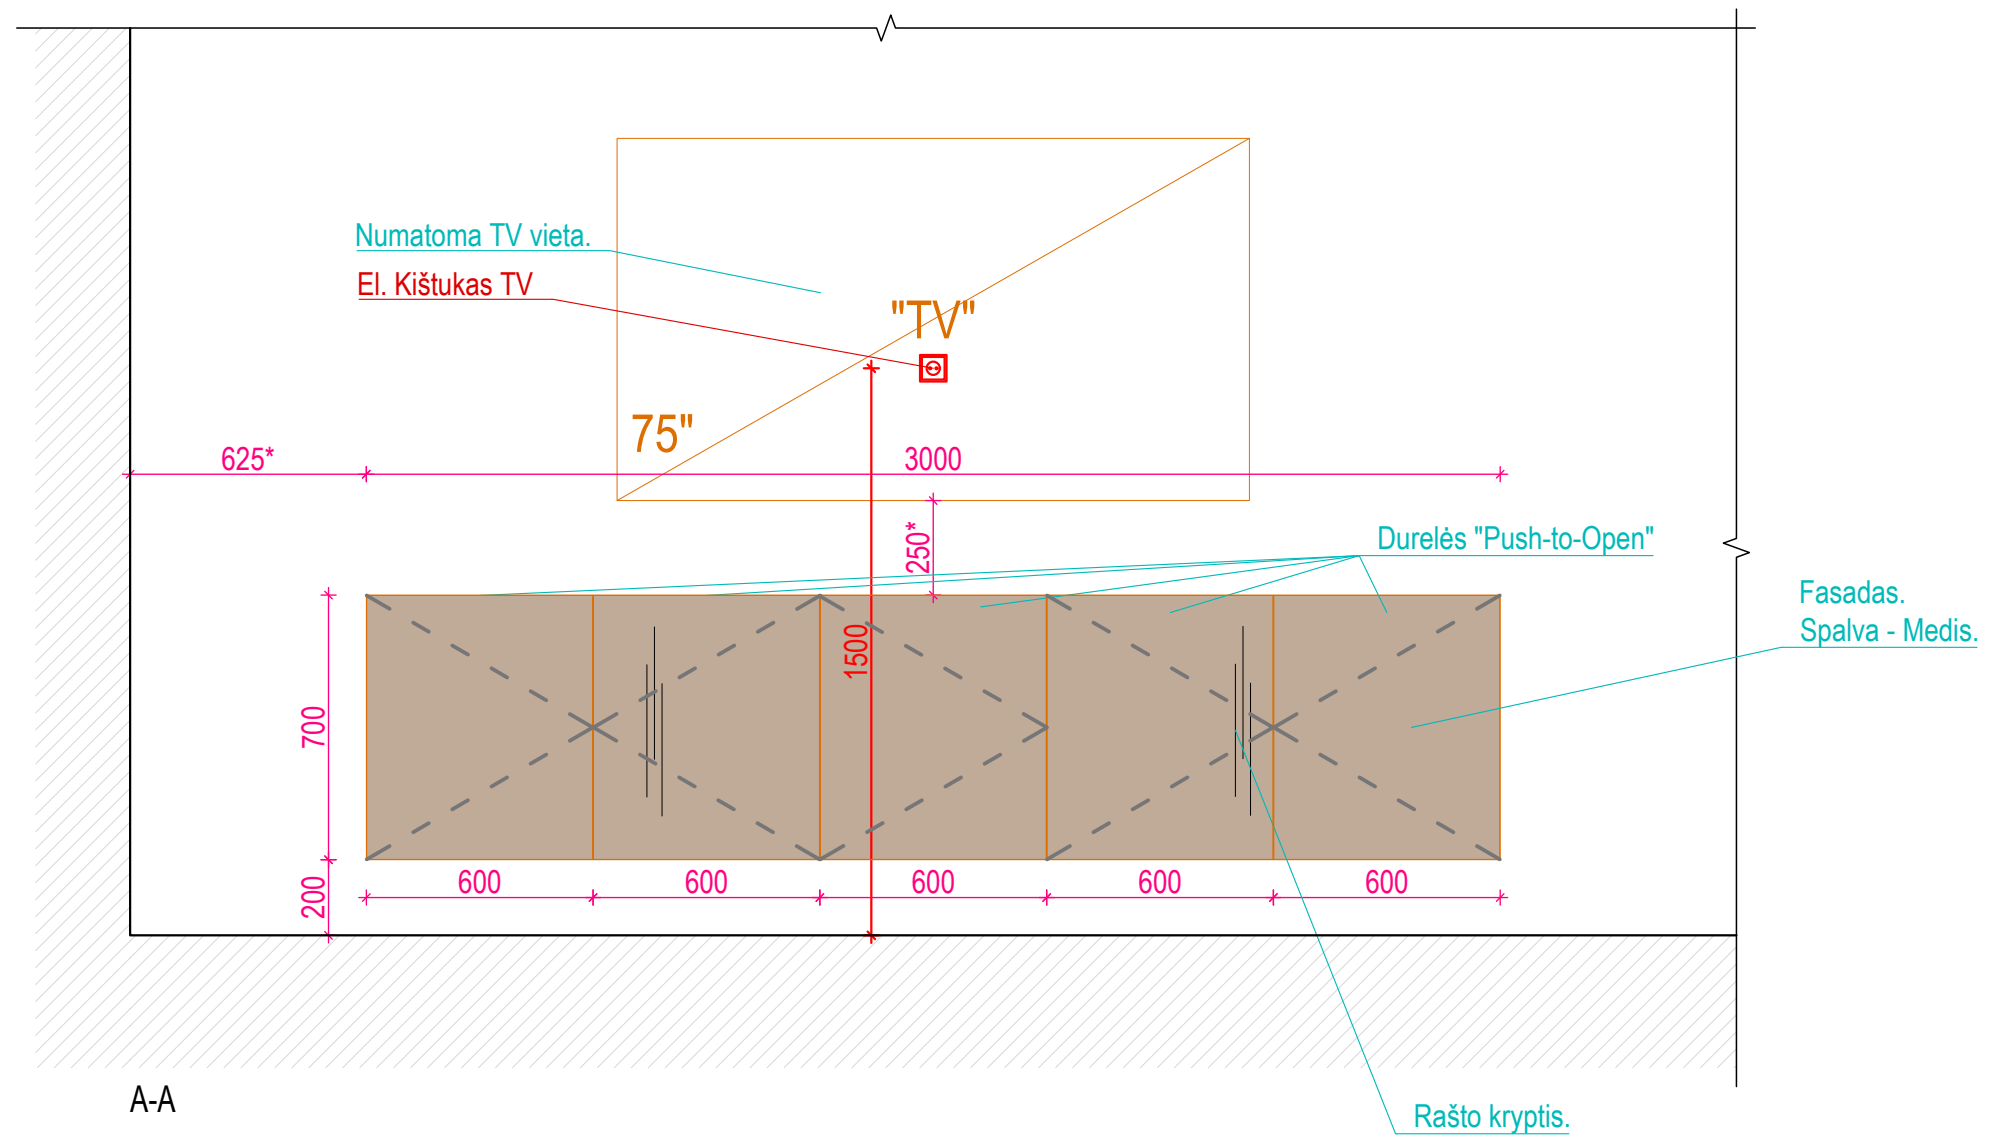 Numatoma TV vieta.
El. Kištukas TV
"TV"
75"
625*
3000
250*
Durelės "Push-to-Open"
Fasadas.
Spalva - Medis.
1500
700
200
600
600
600
600
600
A-A
Rašto kryptis.